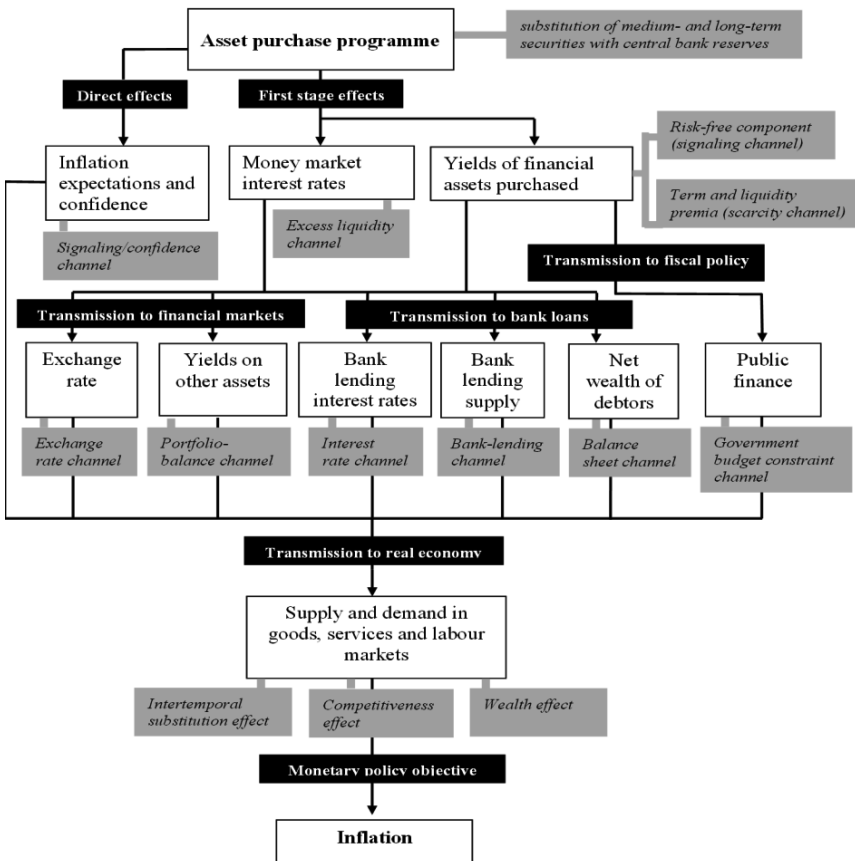 Asset purchase programme
substitution of medium- and long-term
securities with central bank reserves
Direct effects
First stage effects
Inflation
expectations and
confidence
Money market
interest rates
Yields of financial
assets purchased
Risk-free component
(signaling channel)
Term and liquidity
premia (scarcity channel)
Signaling/confidence
channel
Excess liquidity
channel
Transmission to fiscal policy
Transmission to financial markets
Transmission to bank loans
Exchange
rate
Yields on
other assets
Bank
lending
interest rates
Bank
lending
supply
Net
wealth of
debtors
Public
finance
Exchange
rate channel
Portfolio-
balance channel
Interest
rate channel
Bank-lending
channel
Balance
sheet channel
Government
budget constraint
channel
Transmission to real economy
Supply and demand in
goods, services and labour
markets
Intertemporal
substitution effect
Competitiveness
effect
Wealth effect
Monetary policy objective
Inflation